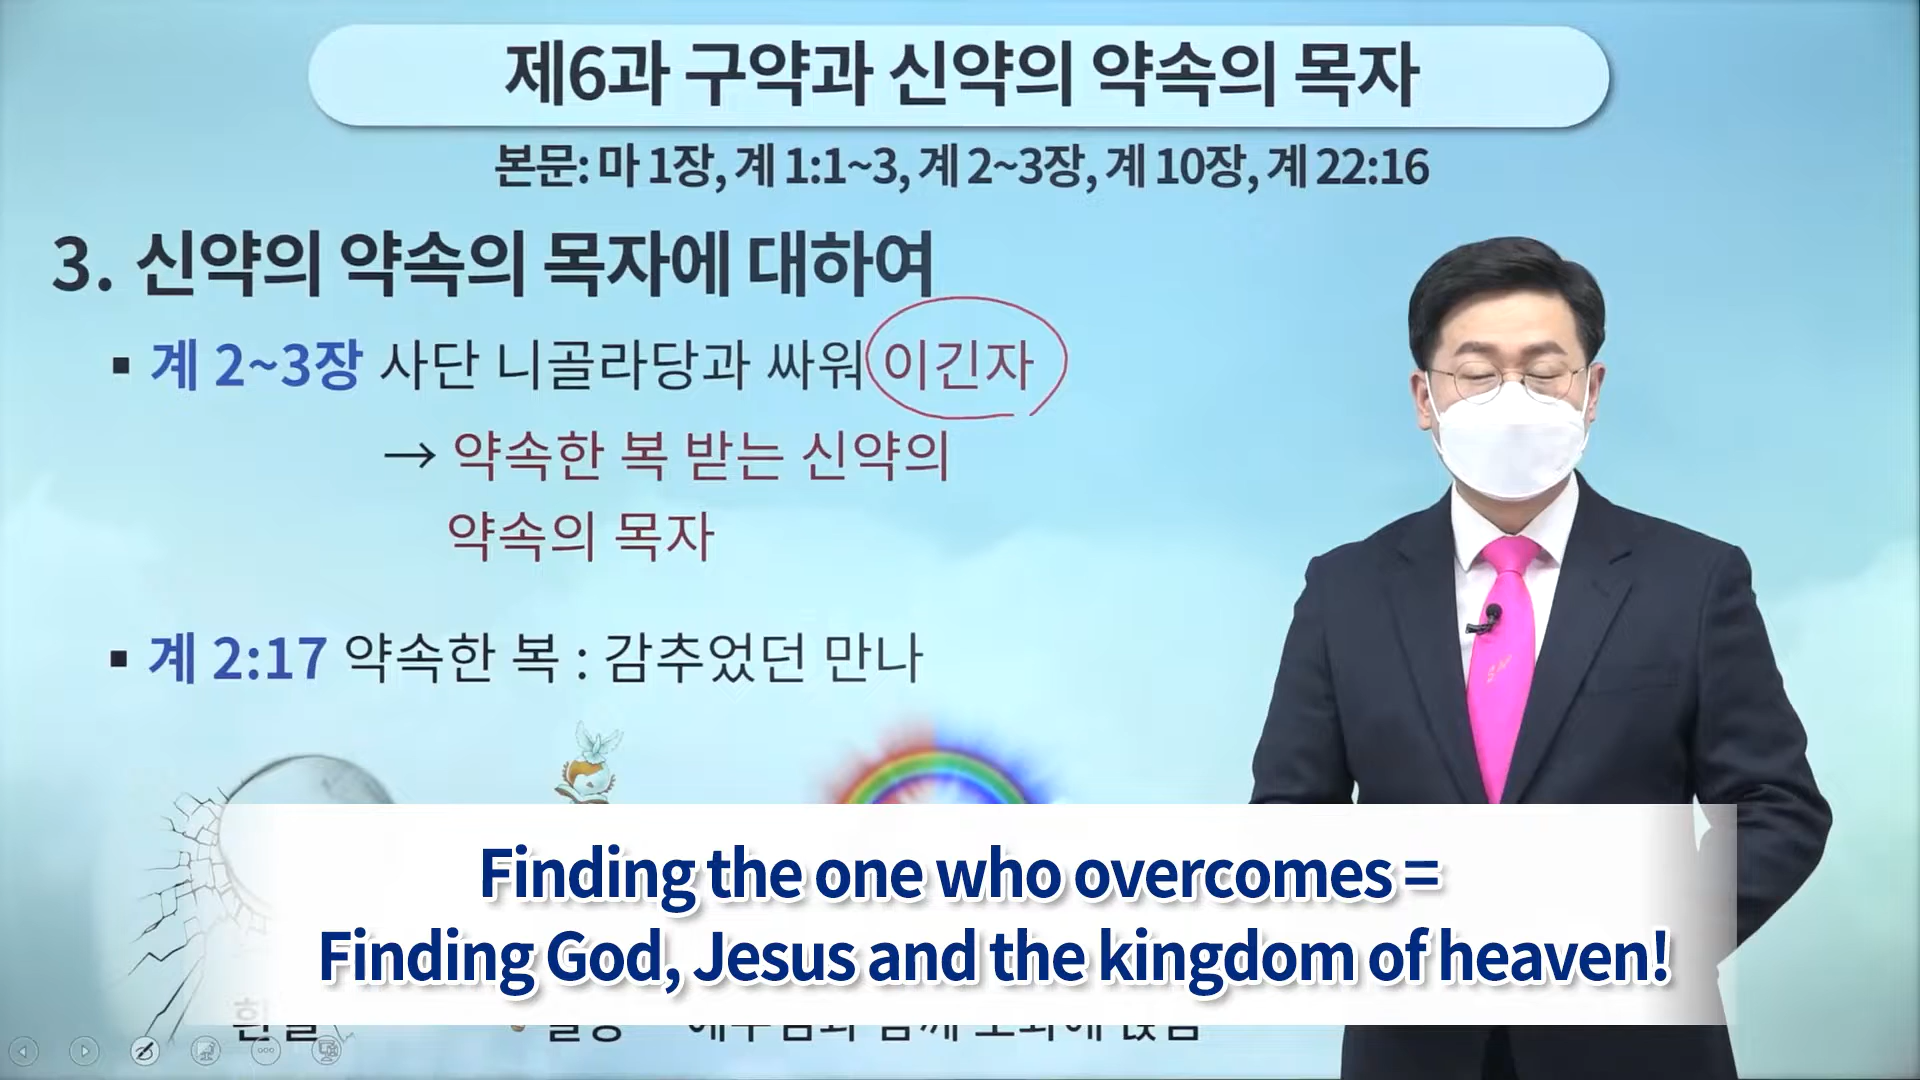 제6과 구약과 신약의 약속의 목자
본문: 마 1장, 계 1:1~3, 계 2~3장, 계 10장, 계 22:16
3. 신약의 약속의 목자에 대하여
▪ 계 2~3장 사단 니골라당과 싸워 이긴자
→ 약속한 복 받는 신약의
약속의 목자
▪ 계 2:17 약속한 복 : 감추었던 만나
Finding the one who overcomes =
Finding God, Jesus and the kingdom of heaven!